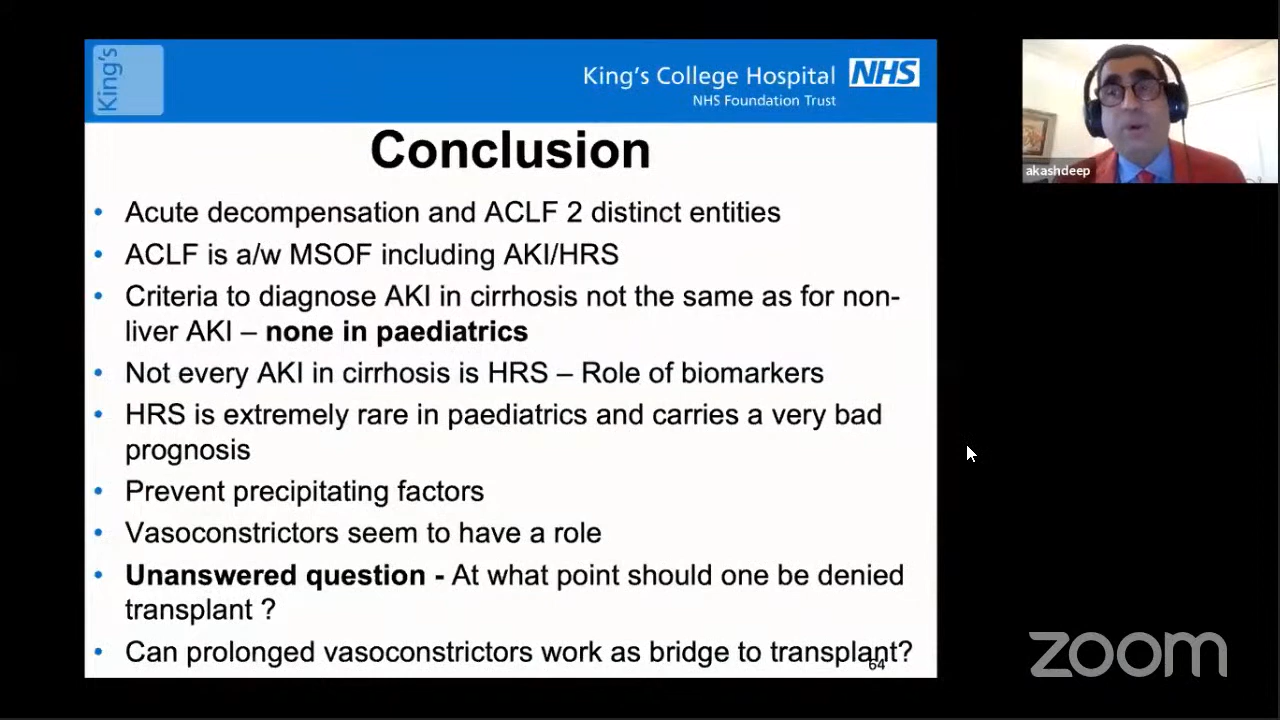 King's
King's College Hospital NHS
NHS Foundation Trust
Conclusion
• Acute decompensation and ACLF 2 distinct entities
• ACLF is a/w MSOF including AKI/HRS
• Criteria to diagnose AKI in cirrhosis not the same as for non-
liver AKI – none in paediatrics
• Not every AKI in cirrhosis is HRS – Role of biomarkers
• HRS is extremely rare in paediatrics and carries a very bad
prognosis
• Prevent precipitating factors
• Vasoconstrictors seem to have a role
• Unanswered question - At what point should one be denied
transplant ?
• Can prolonged vasoconstrictors work as bridge to transplant?
64
akashdeep
zoom